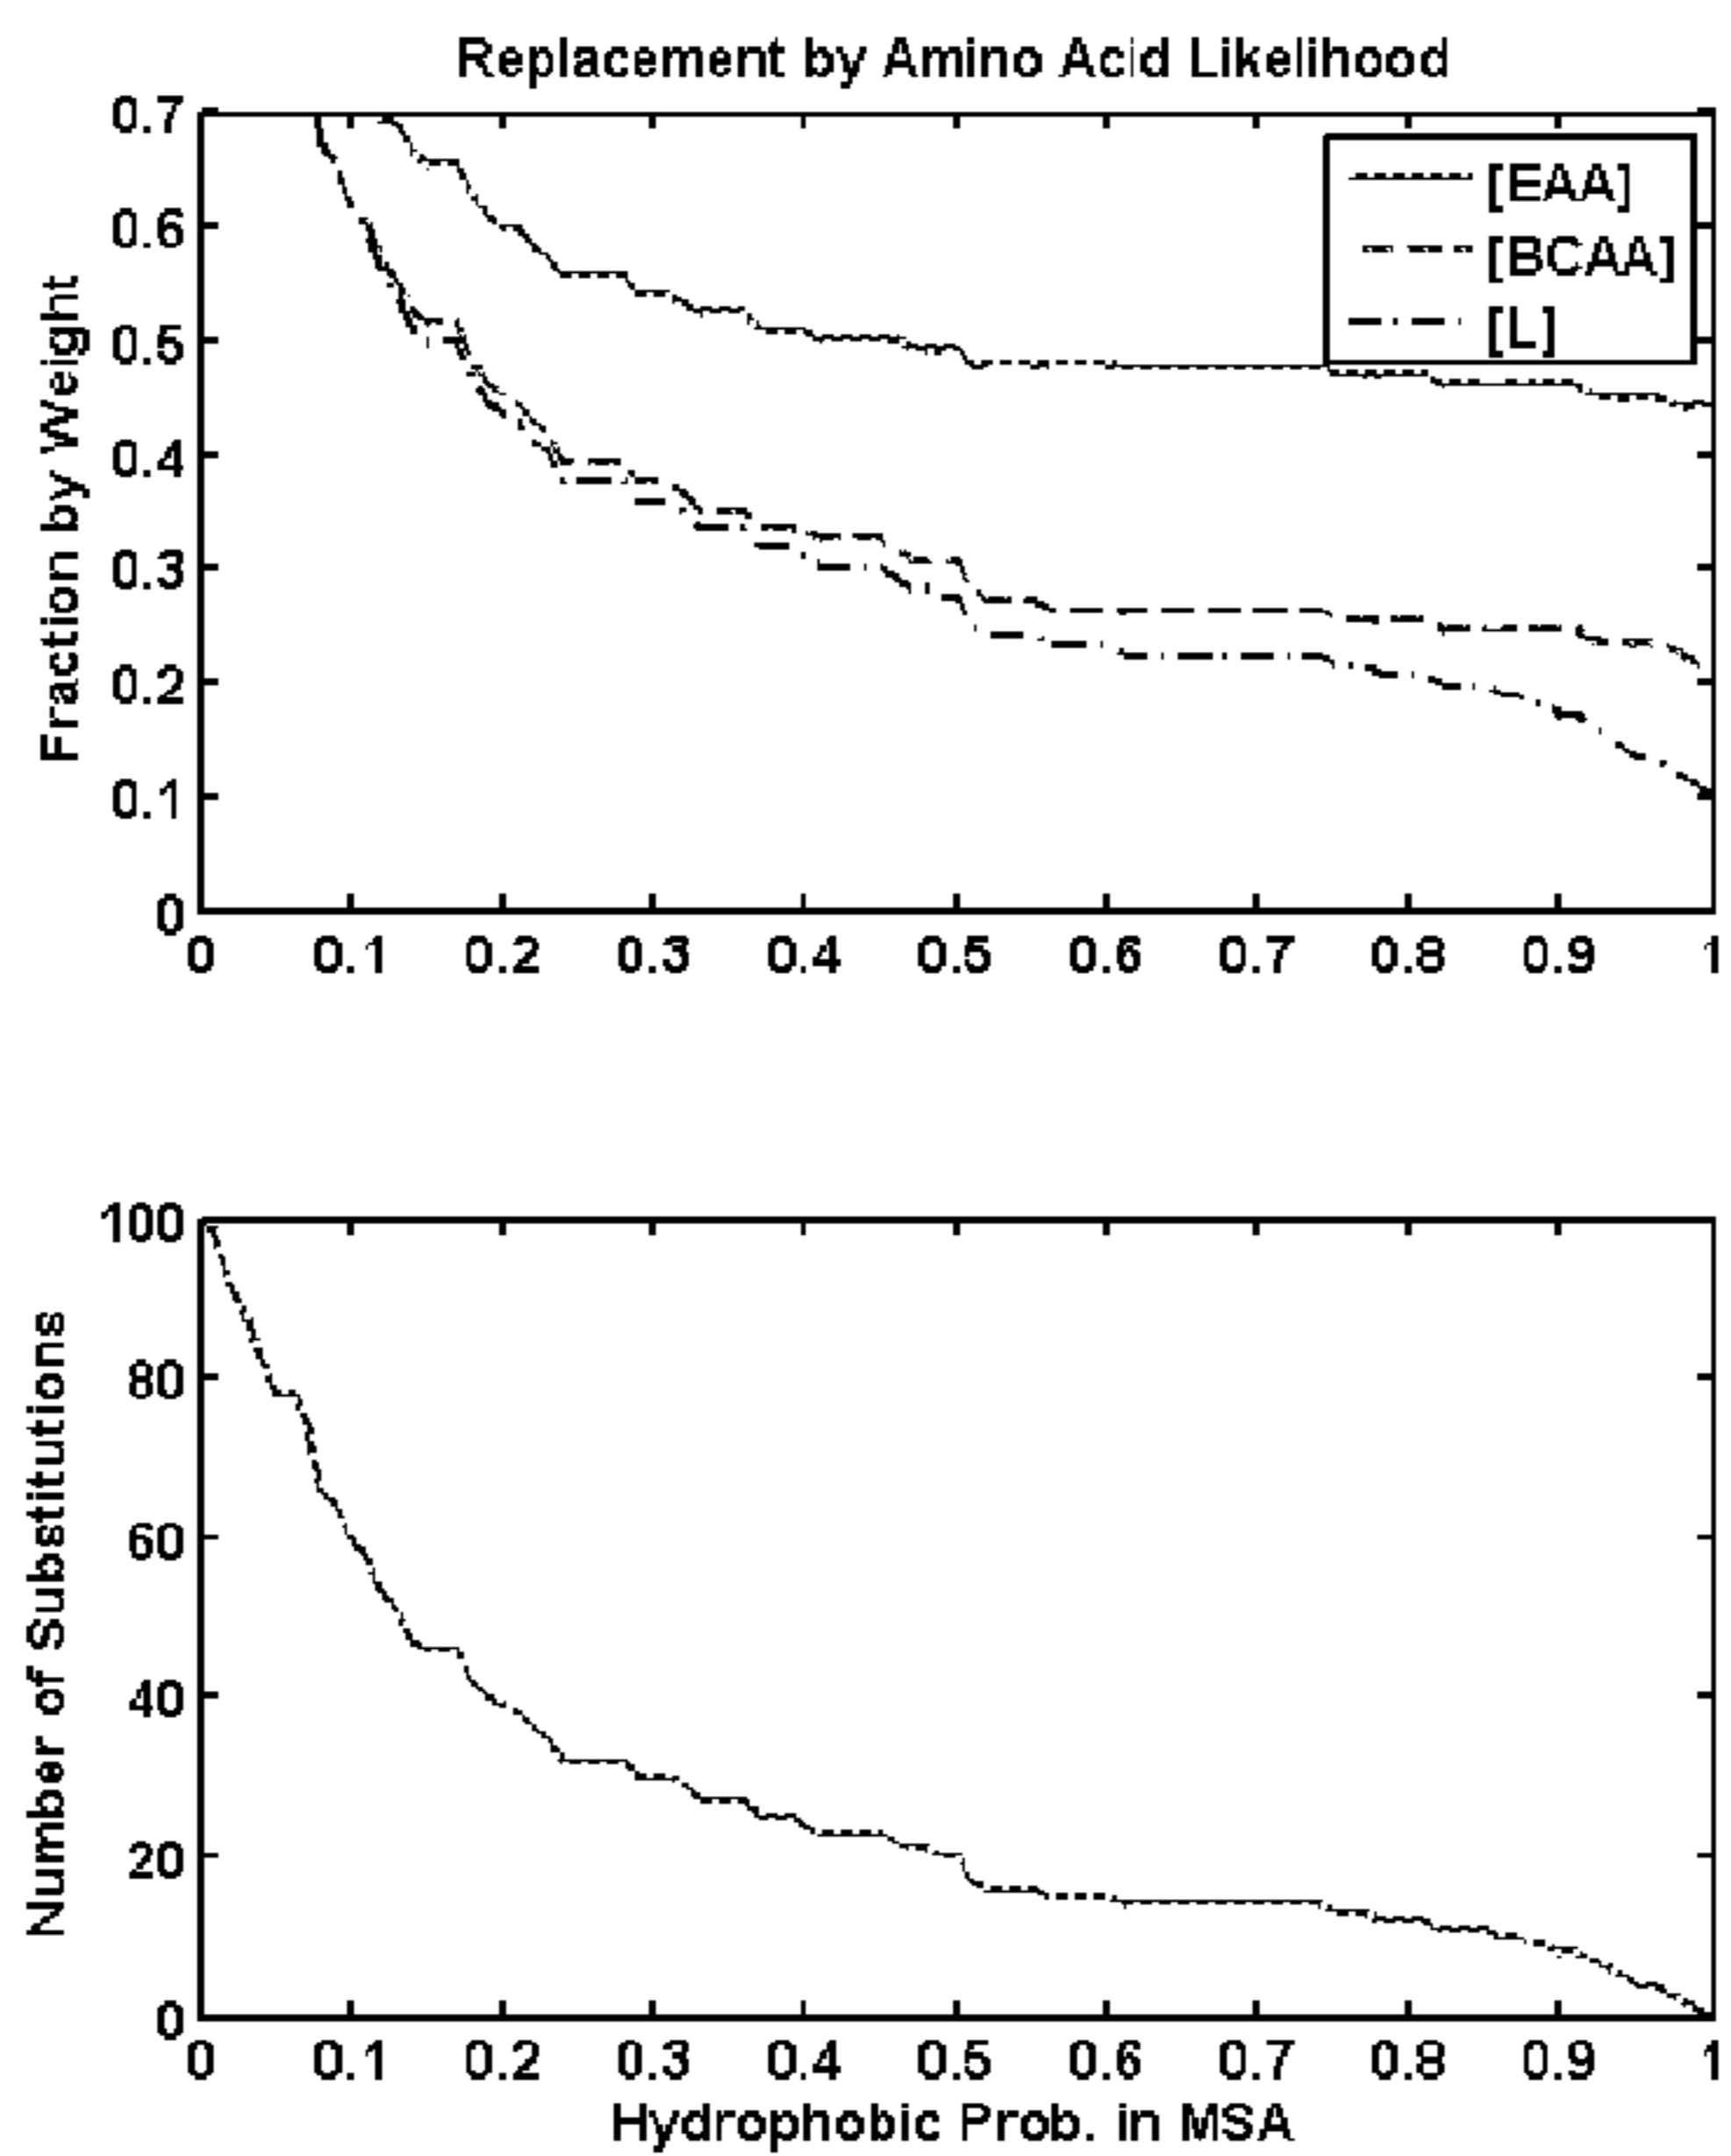 Replacement by Amino Acid Likelihood
Fraction by Weight
0.7
0.6
0.5
0.4
0.3
0.2
0.1
0
[EAA]
[BCAA]
[L]
0 0.1 0.2 0.3 0.4 0.5 0.6 0.7 0.8 0.9 1
Number of Substitutions
100
80
60
40
20
0
0 0.1 0.2 0.3 0.4 0.5 0.6 0.7 0.8 0.9 1
Hydrophobic Prob. in MSA